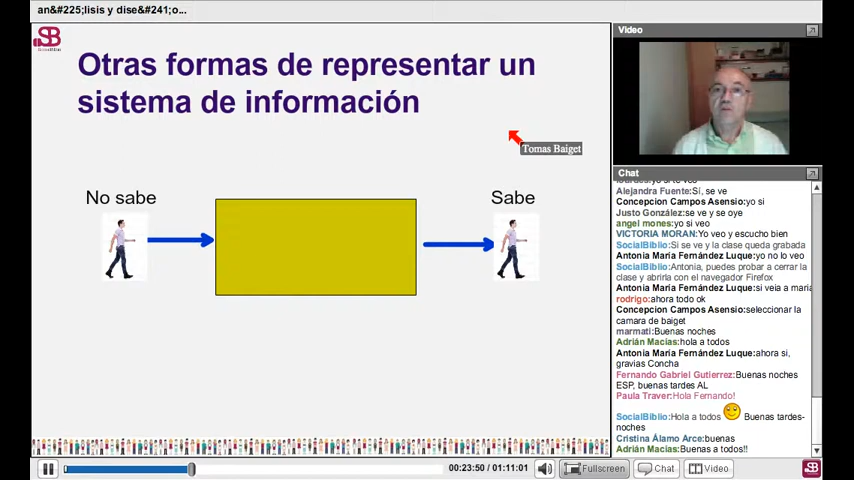 an&#225;lisis y dise&#241;o...
SB
Otras formas de representar un
sistema de información
Tomas Baiget
No sabe
Sabe
Video
Chat
Alejandra Fuente:Sí, se ve
Concepcion Campos Asensio:yo si
Justo González:se ve y se oye
angel mones:yo si veo
VICTORIA MORAN:Yo veo y escucho bien
SocialBiblio:Si se ve y la clase queda grabada
Antonia María Fernández Luque:yo no lo veo
SocialBiblio:Antonia, puedes probar a cerrar la
clase y abrirla con el navegador Firefox
Antonia María Fernández Luque:si veia a maria
rodrigo:ahora todo ok
Concepcion Campos Asensio:seleccionar la
camara de baiget
marmati:Buenas noches
Adrián Macías:hola a todos
Antonia María Fernández Luque:ahora si,
gravias Concha
Fernando Gabriel Gutierrez:Buenas noches
ESP, buenas tardes AL
Paula Traver:Hola Fernando!
SocialBiblio:Hola a todos Buenas tardes-
noches
Cristina Álamo Arce:buenas
Adrián Macías:Buenas a todos!!
00:23:50 / 01:11:01
Fullscreen
Chat
Video
SB